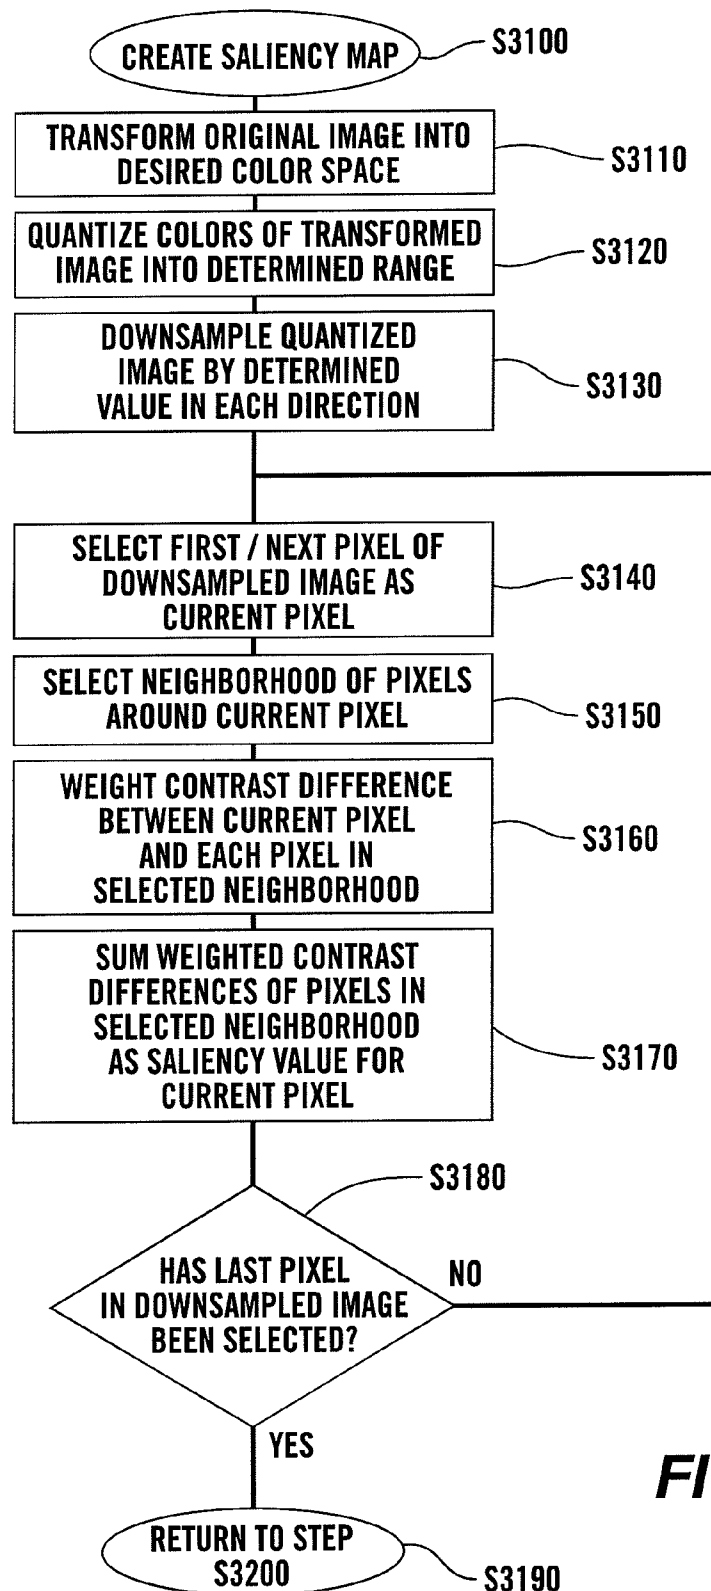 CREATE SALIENCY MAP
S3100
TRANSFORM ORIGINAL IMAGE INTO
DESIRED COLOR SPACE
S3110
QUANTIZE COLORS OF TRANSFORMED
IMAGE INTO DETERMINED RANGE
S3120
DOWNSAMPLE QUANTIZED
IMAGE BY DETERMINED
VALUE IN EACH DIRECTION
S3130
SELECT FIRST / NEXT PIXEL OF
DOWNSAMPLED IMAGE AS
CURRENT PIXEL
S3140
SELECT NEIGHBORHOOD OF PIXELS
AROUND CURRENT PIXEL
S3150
WEIGHT CONTRAST DIFFERENCE
BETWEEN CURRENT PIXEL
AND EACH PIXEL IN
SELECTED NEIGHBORHOOD
S3160
SUM WEIGHTED CONTRAST
DIFFERENCES OF PIXELS IN
SELECTED NEIGHBORHOOD
AS SALIENCY VALUE FOR
CURRENT PIXEL
S3170
S3180
HAS LAST PIXEL
IN DOWNSAMPLED IMAGE
BEEN SELECTED?
NO
YES
FI
RETURN TO STEP
S3200
S3190